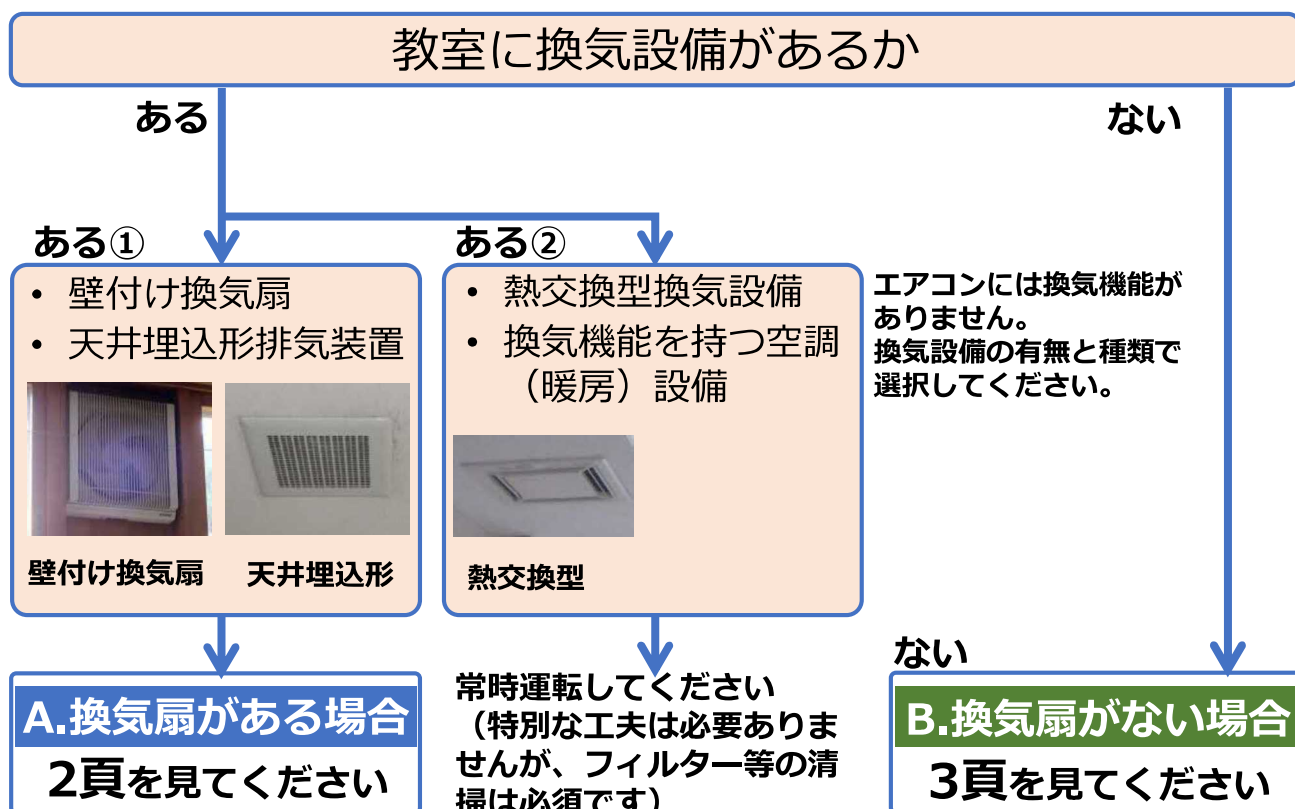 教室に換気設備があるか
ある
ない
ある①
• 壁付け換気扇
• 天井埋込形排気装置
壁付け換気扇
天井埋込形
ある②
• 熱交換型換気設備
• 換気機能を持つ空調
（暖房）設備
熱交換型
エアコンには換気機能が
ありません。
換気設備の有無と種類で
選択してください。
A.換気扇がある場合
2頁を見てください
常時運転してください
（特別な工夫は必要ありま
せんが、フィルター等の清
掃は必須です）
ない
B.換気扇がない場合
3頁を見てください